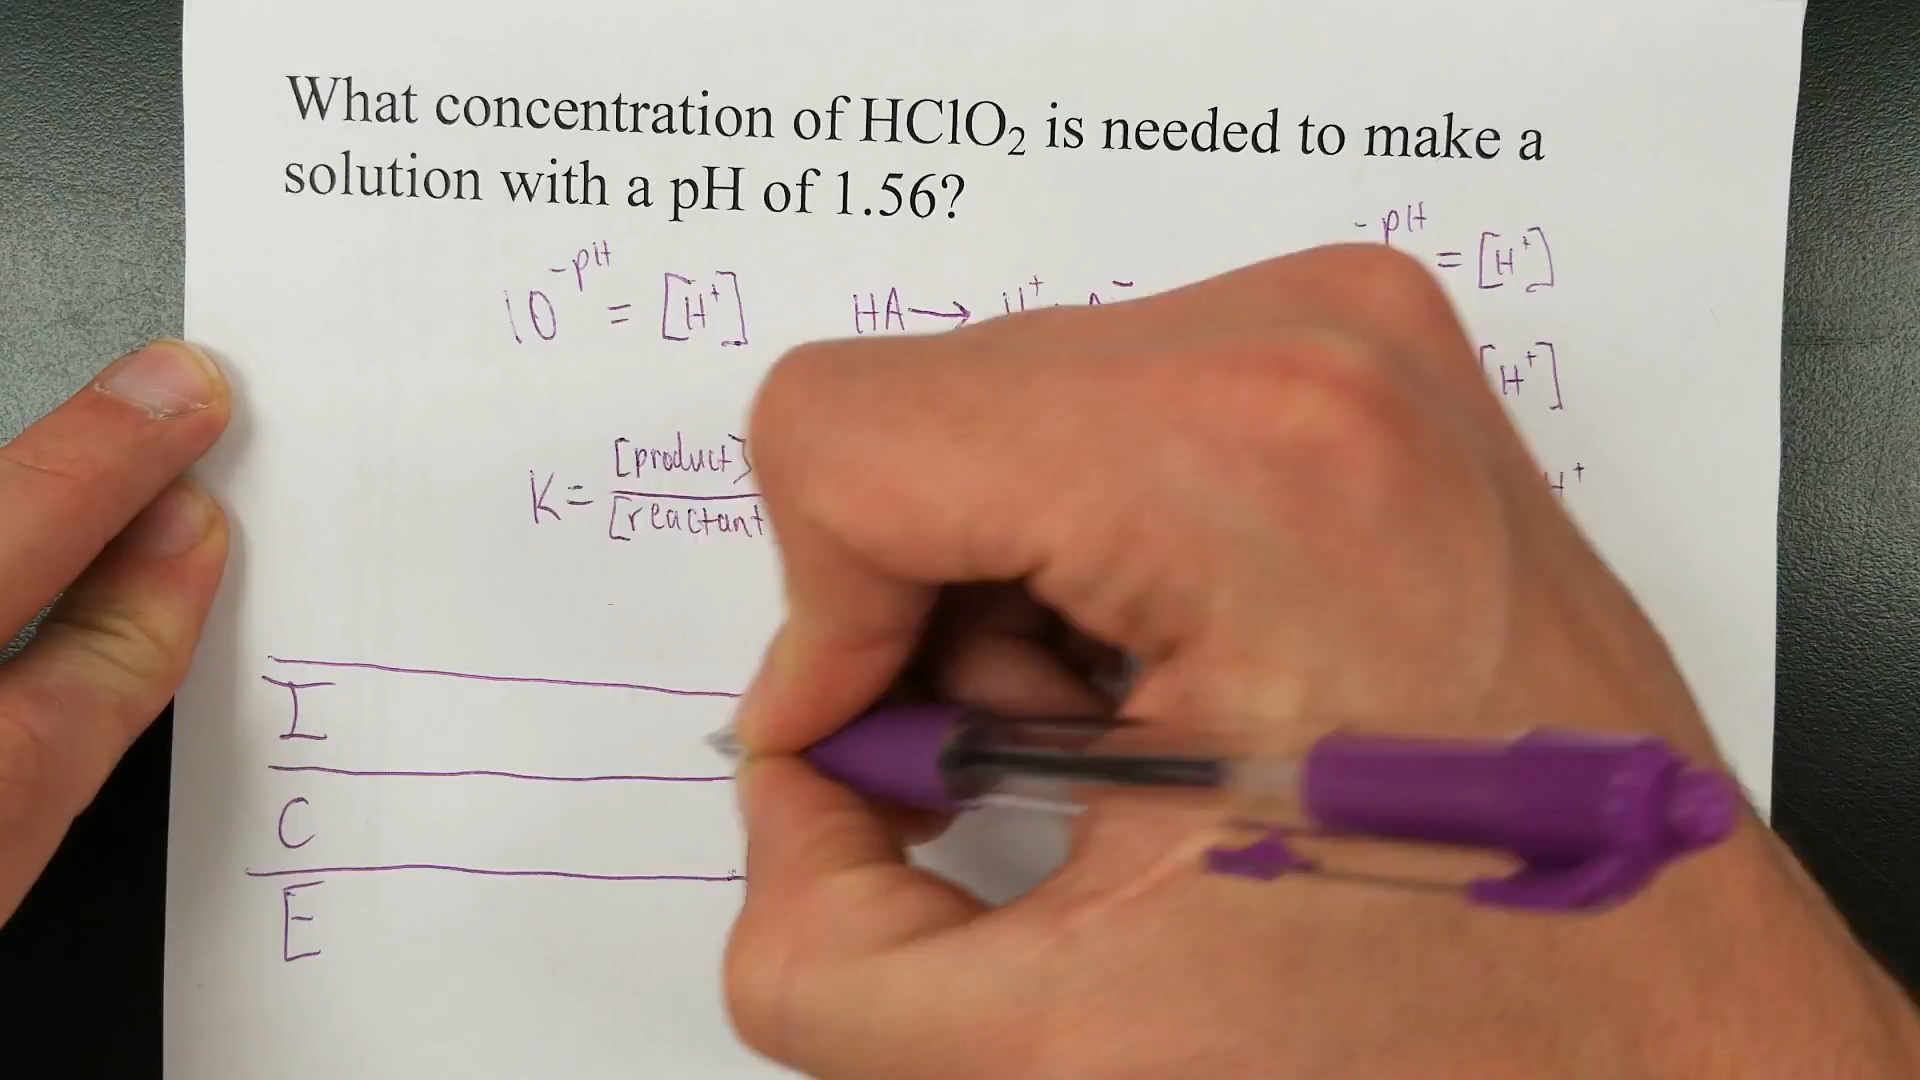 What concentration of HClO₂ is needed to make a
solution with a pH of 1.56?
10^-pH = [H⁺]
HA → H⁺ A⁻
-pH = [H⁺]
[H⁺]
K = [product]
[reactant
H⁺
I
C
E